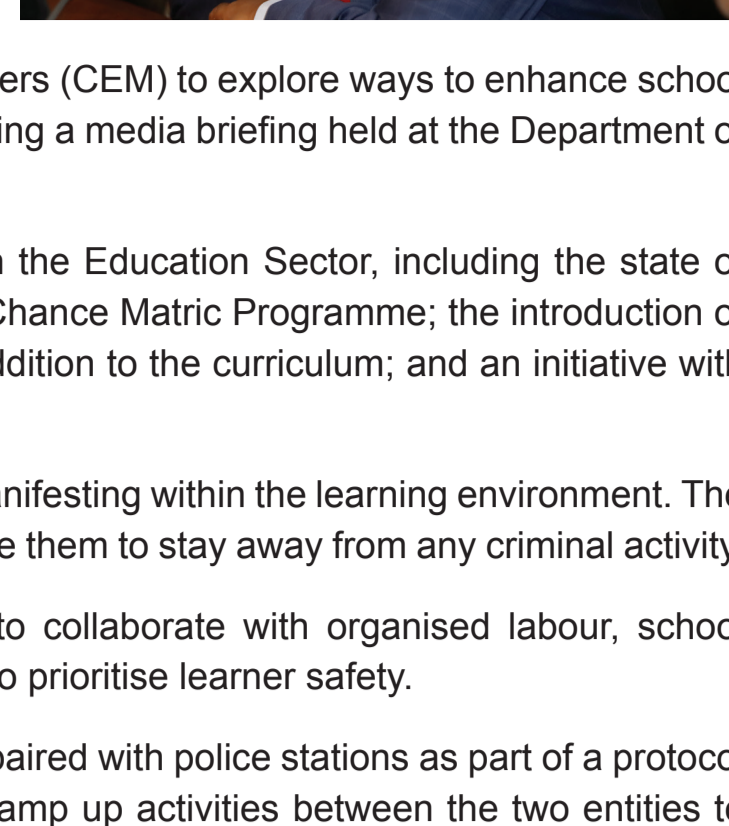 ers (CEM) to explore ways to enhance schoo
ing a media briefing held at the Department o
the Education Sector, including the state o
Chance Matric Programme; the introduction o
ddition to the curriculum; and an initiative wit
anifesting within the learning environment. The
e them to stay away from any criminal activity
to collaborate with organised labour, schoo
o prioritise learner safety.
paired with police stations as part of a protoco
amp up activities between the two entities to